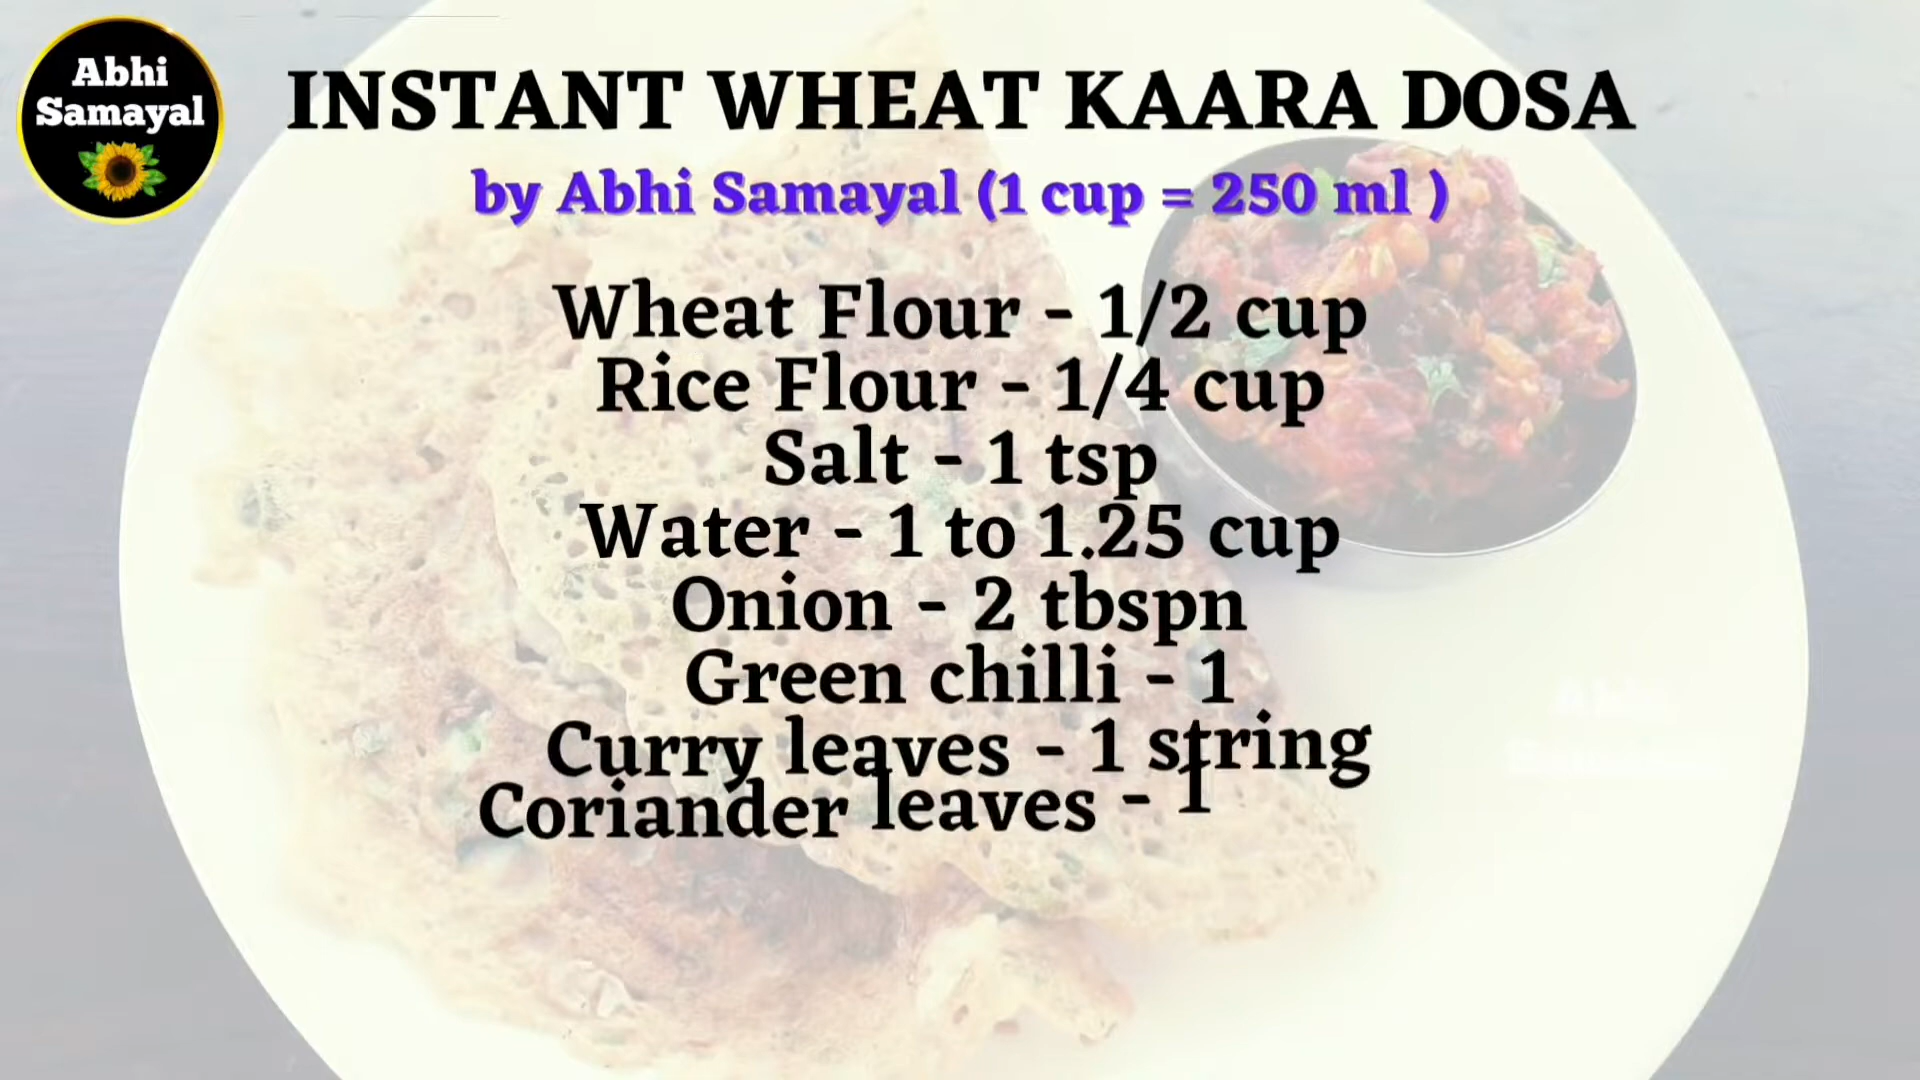 Abhi
Samayal
INSTANT WHEAT KAARA DOSA
by Abhi Samayal (1 cup = 250 ml )
Wheat Flour - 1/2 cup
Rice Flour - 1/4 cup
Salt - 1 tsp
Water - 1 to 1.25 cup
Onion - 2 tbspn
Green chilli - 1
Curry leaves - 1 string
Coriander leaves - 1